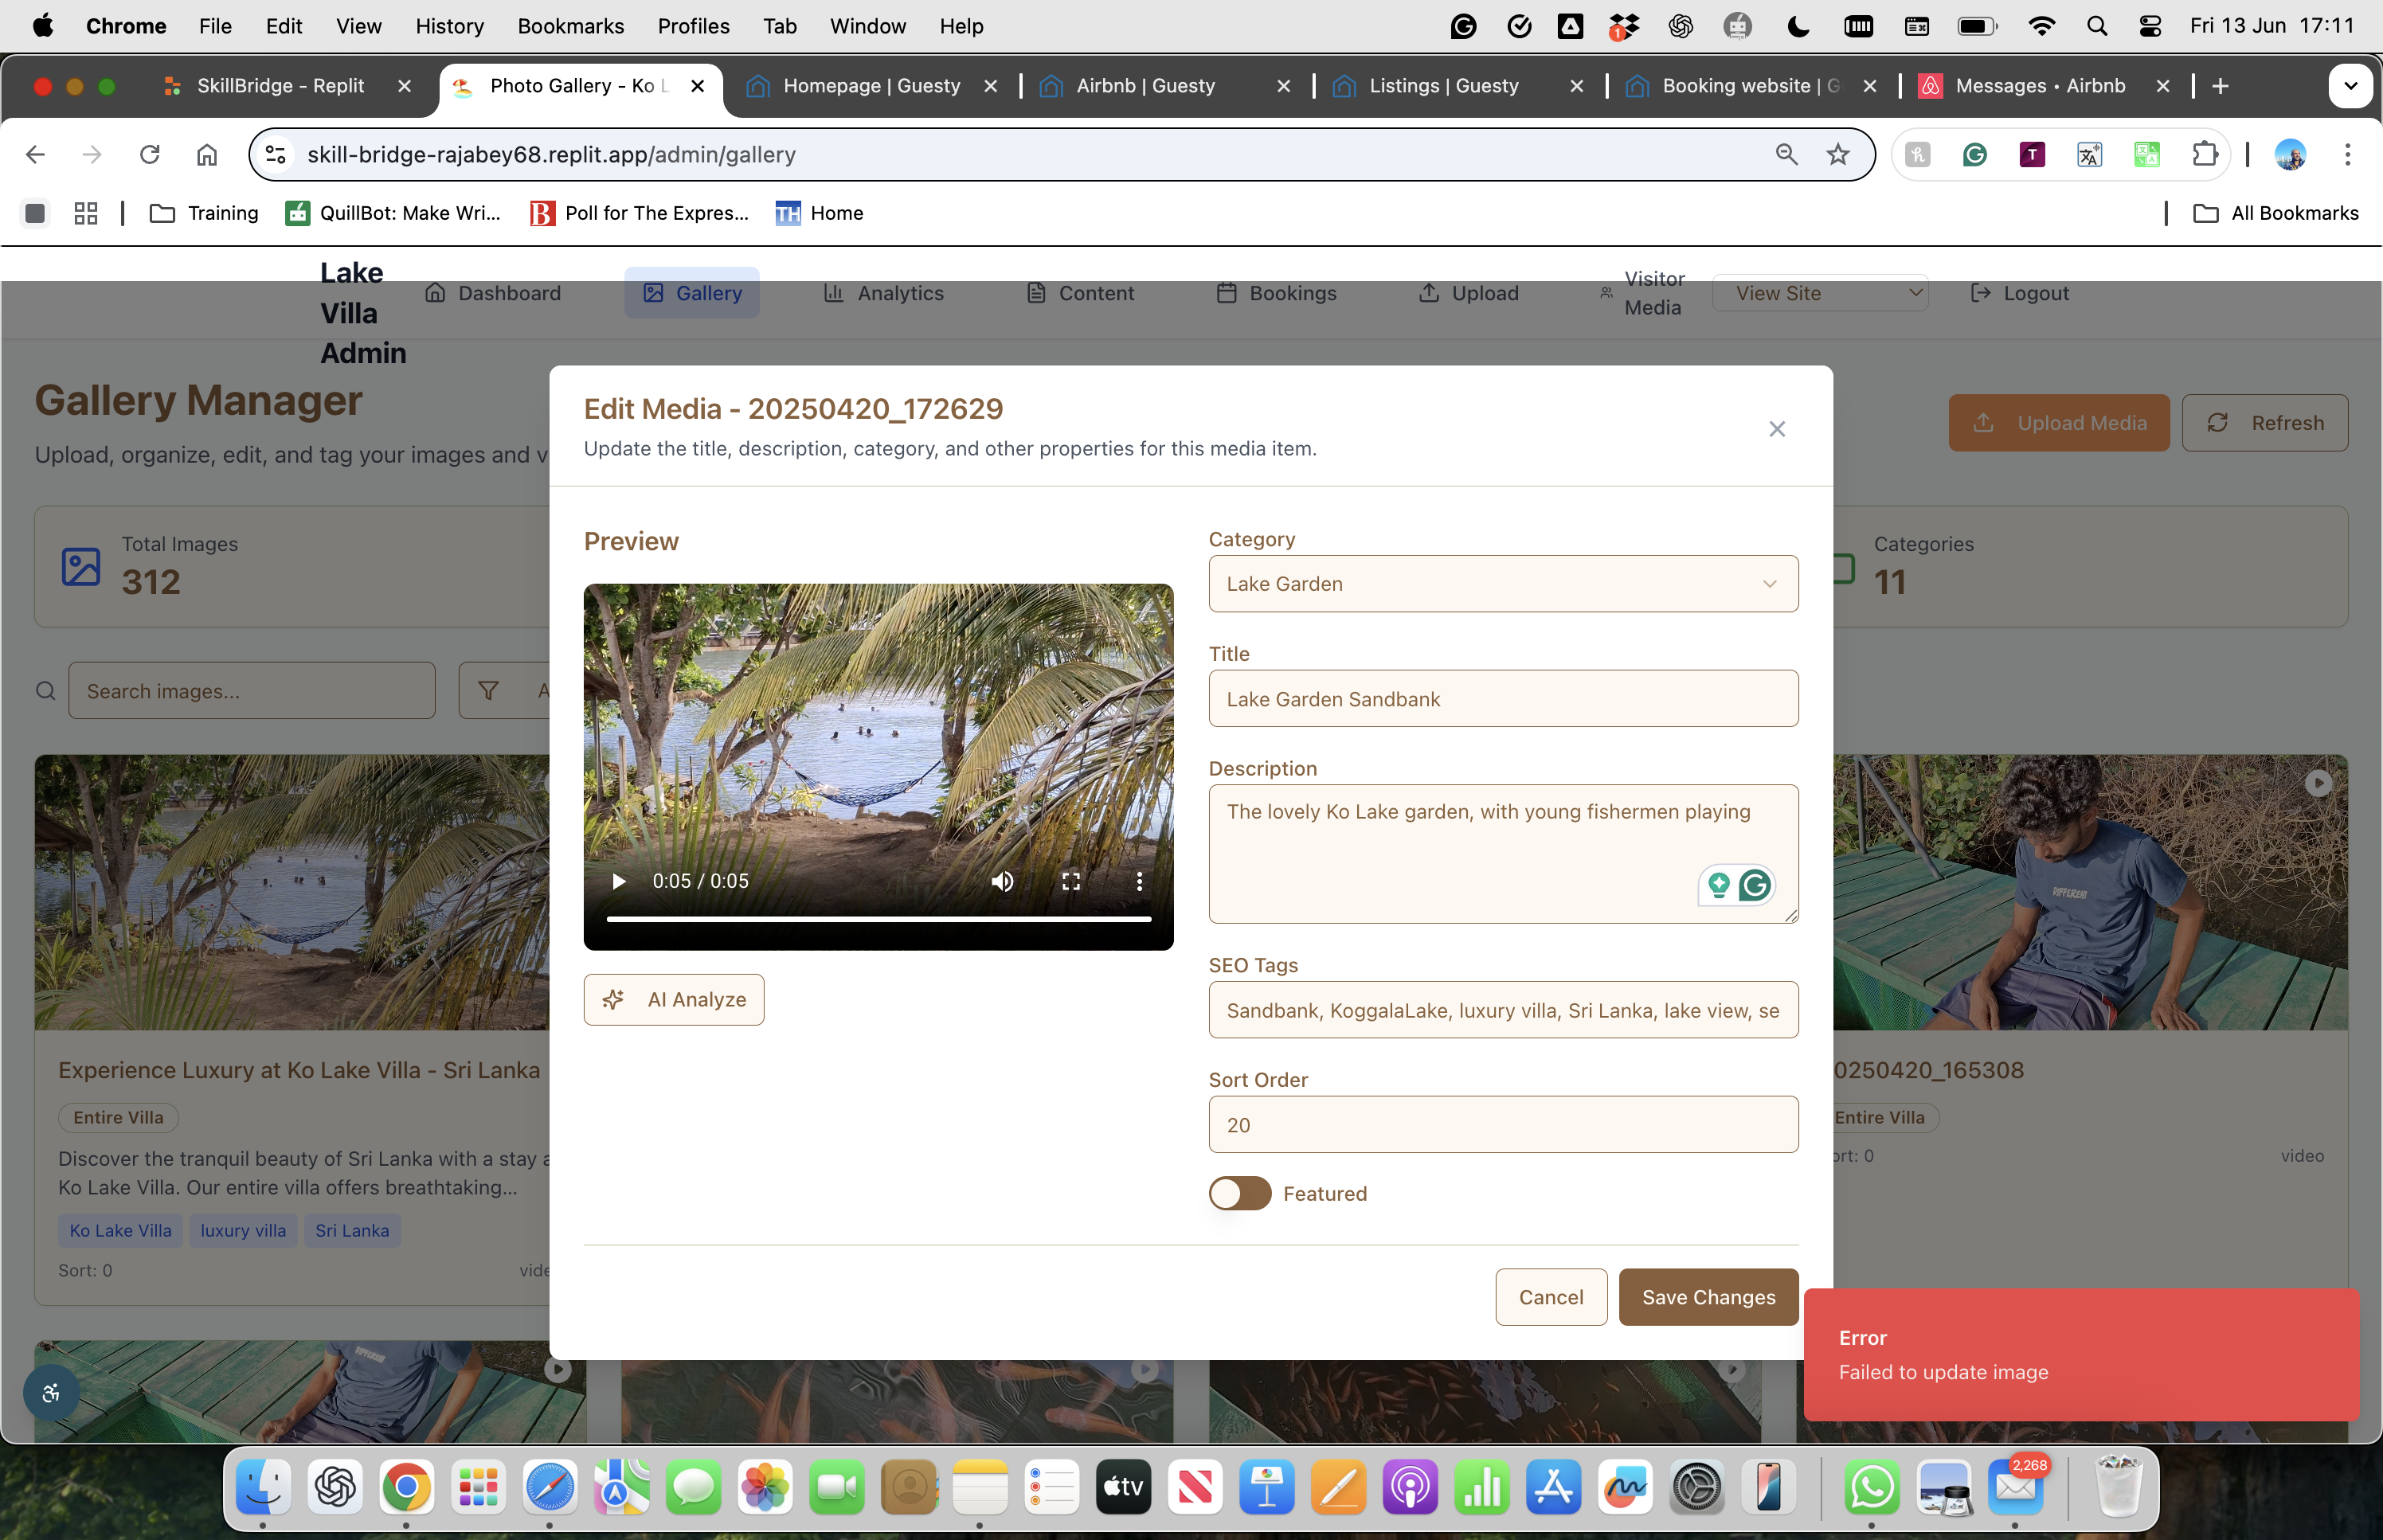 Chrome File Edit View History Bookmarks Profiles Tab Window Help
1
Fri 13 Jun 17:11
SkillBridge - Replit
Photo Gallery - Ko L
Homepage | Guesty
Airbnb | Guesty
Listings | Guesty
Booking website | G
Messages • Airbnb
skill-bridge-rajabey68.replit.app/admin/gallery
Training
QuillBot: Make Wri...
Poll for The Expres...
Home
All Bookmarks
Lake
Villa
Admin
Dashboard
Gallery
Analytics
Content
Bookings
Upload
Visitor
Media
View Site
Logout
Gallery Manager
Upload, organize, edit, and tag your images and v
Upload Media
Refresh
Total Images
312
Categories
11
Search images...
A
Experience Luxury at Ko Lake Villa - Sri Lanka
Entire Villa
Discover the tranquil beauty of Sri Lanka with a stay a
Ko Lake Villa. Our entire villa offers breathtaking...
Ko Lake Villa luxury villa Sri Lanka
Sort: 0
vide
DIFFERENT
0250420_165308
Entire Villa
ort: 0
video
Edit Media - 20250420_172629
Update the title, description, category, and other properties for this media item.
Preview
0:05 / 0:05
AI Analyze
Category
Lake Garden
Title
Lake Garden Sandbank
Description
The lovely Ko Lake garden, with young fishermen playing
SEO Tags
Sandbank, KoggalaLake, luxury villa, Sri Lanka, lake view, se
Sort Order
20
Featured
Cancel
Save Changes
Error
Failed to update image
DIFFERENT
tv
2,268